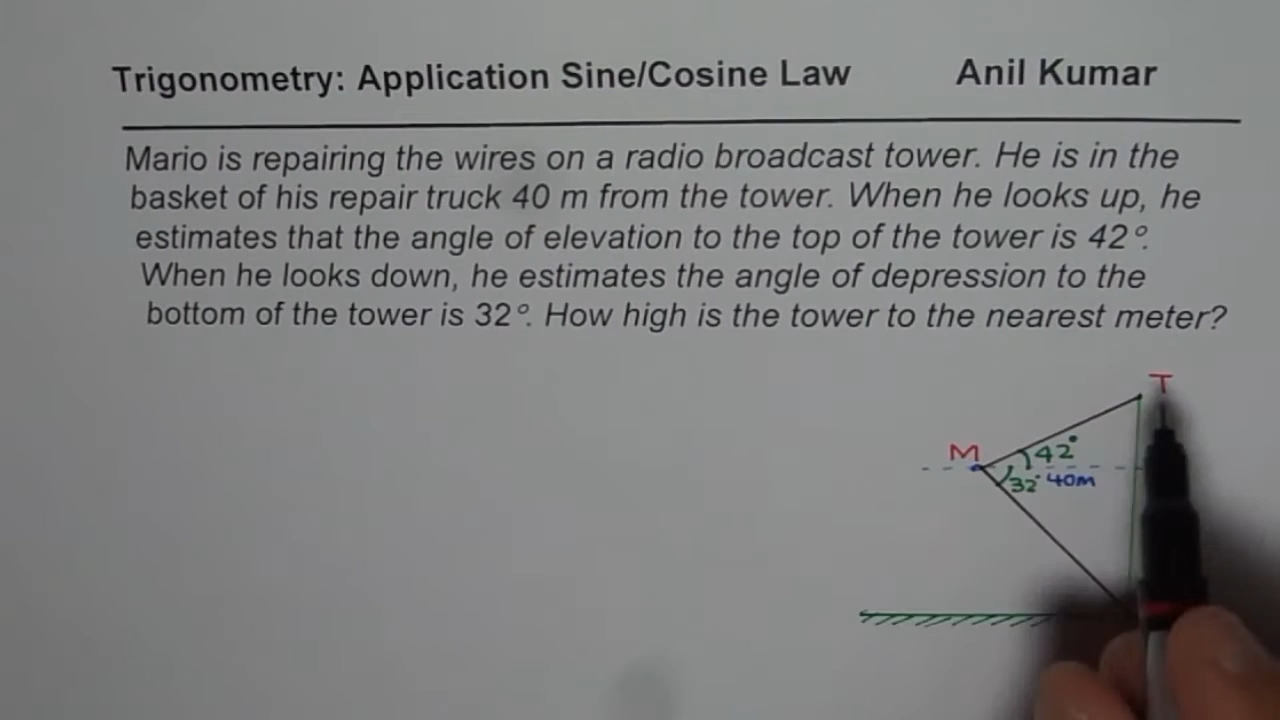 Trigonometry: Application Sine/Cosine Law Anil Kumar
Mario is repairing the wires on a radio broadcast tower. He is in the
basket of his repair truck 40 m from the tower. When he looks up, he
estimates that the angle of elevation to the top of the tower is 42°.
When he looks down, he estimates the angle of depression to the
bottom of the tower is 32°. How high is the tower to the nearest meter?
T
M 42°
32° 40m